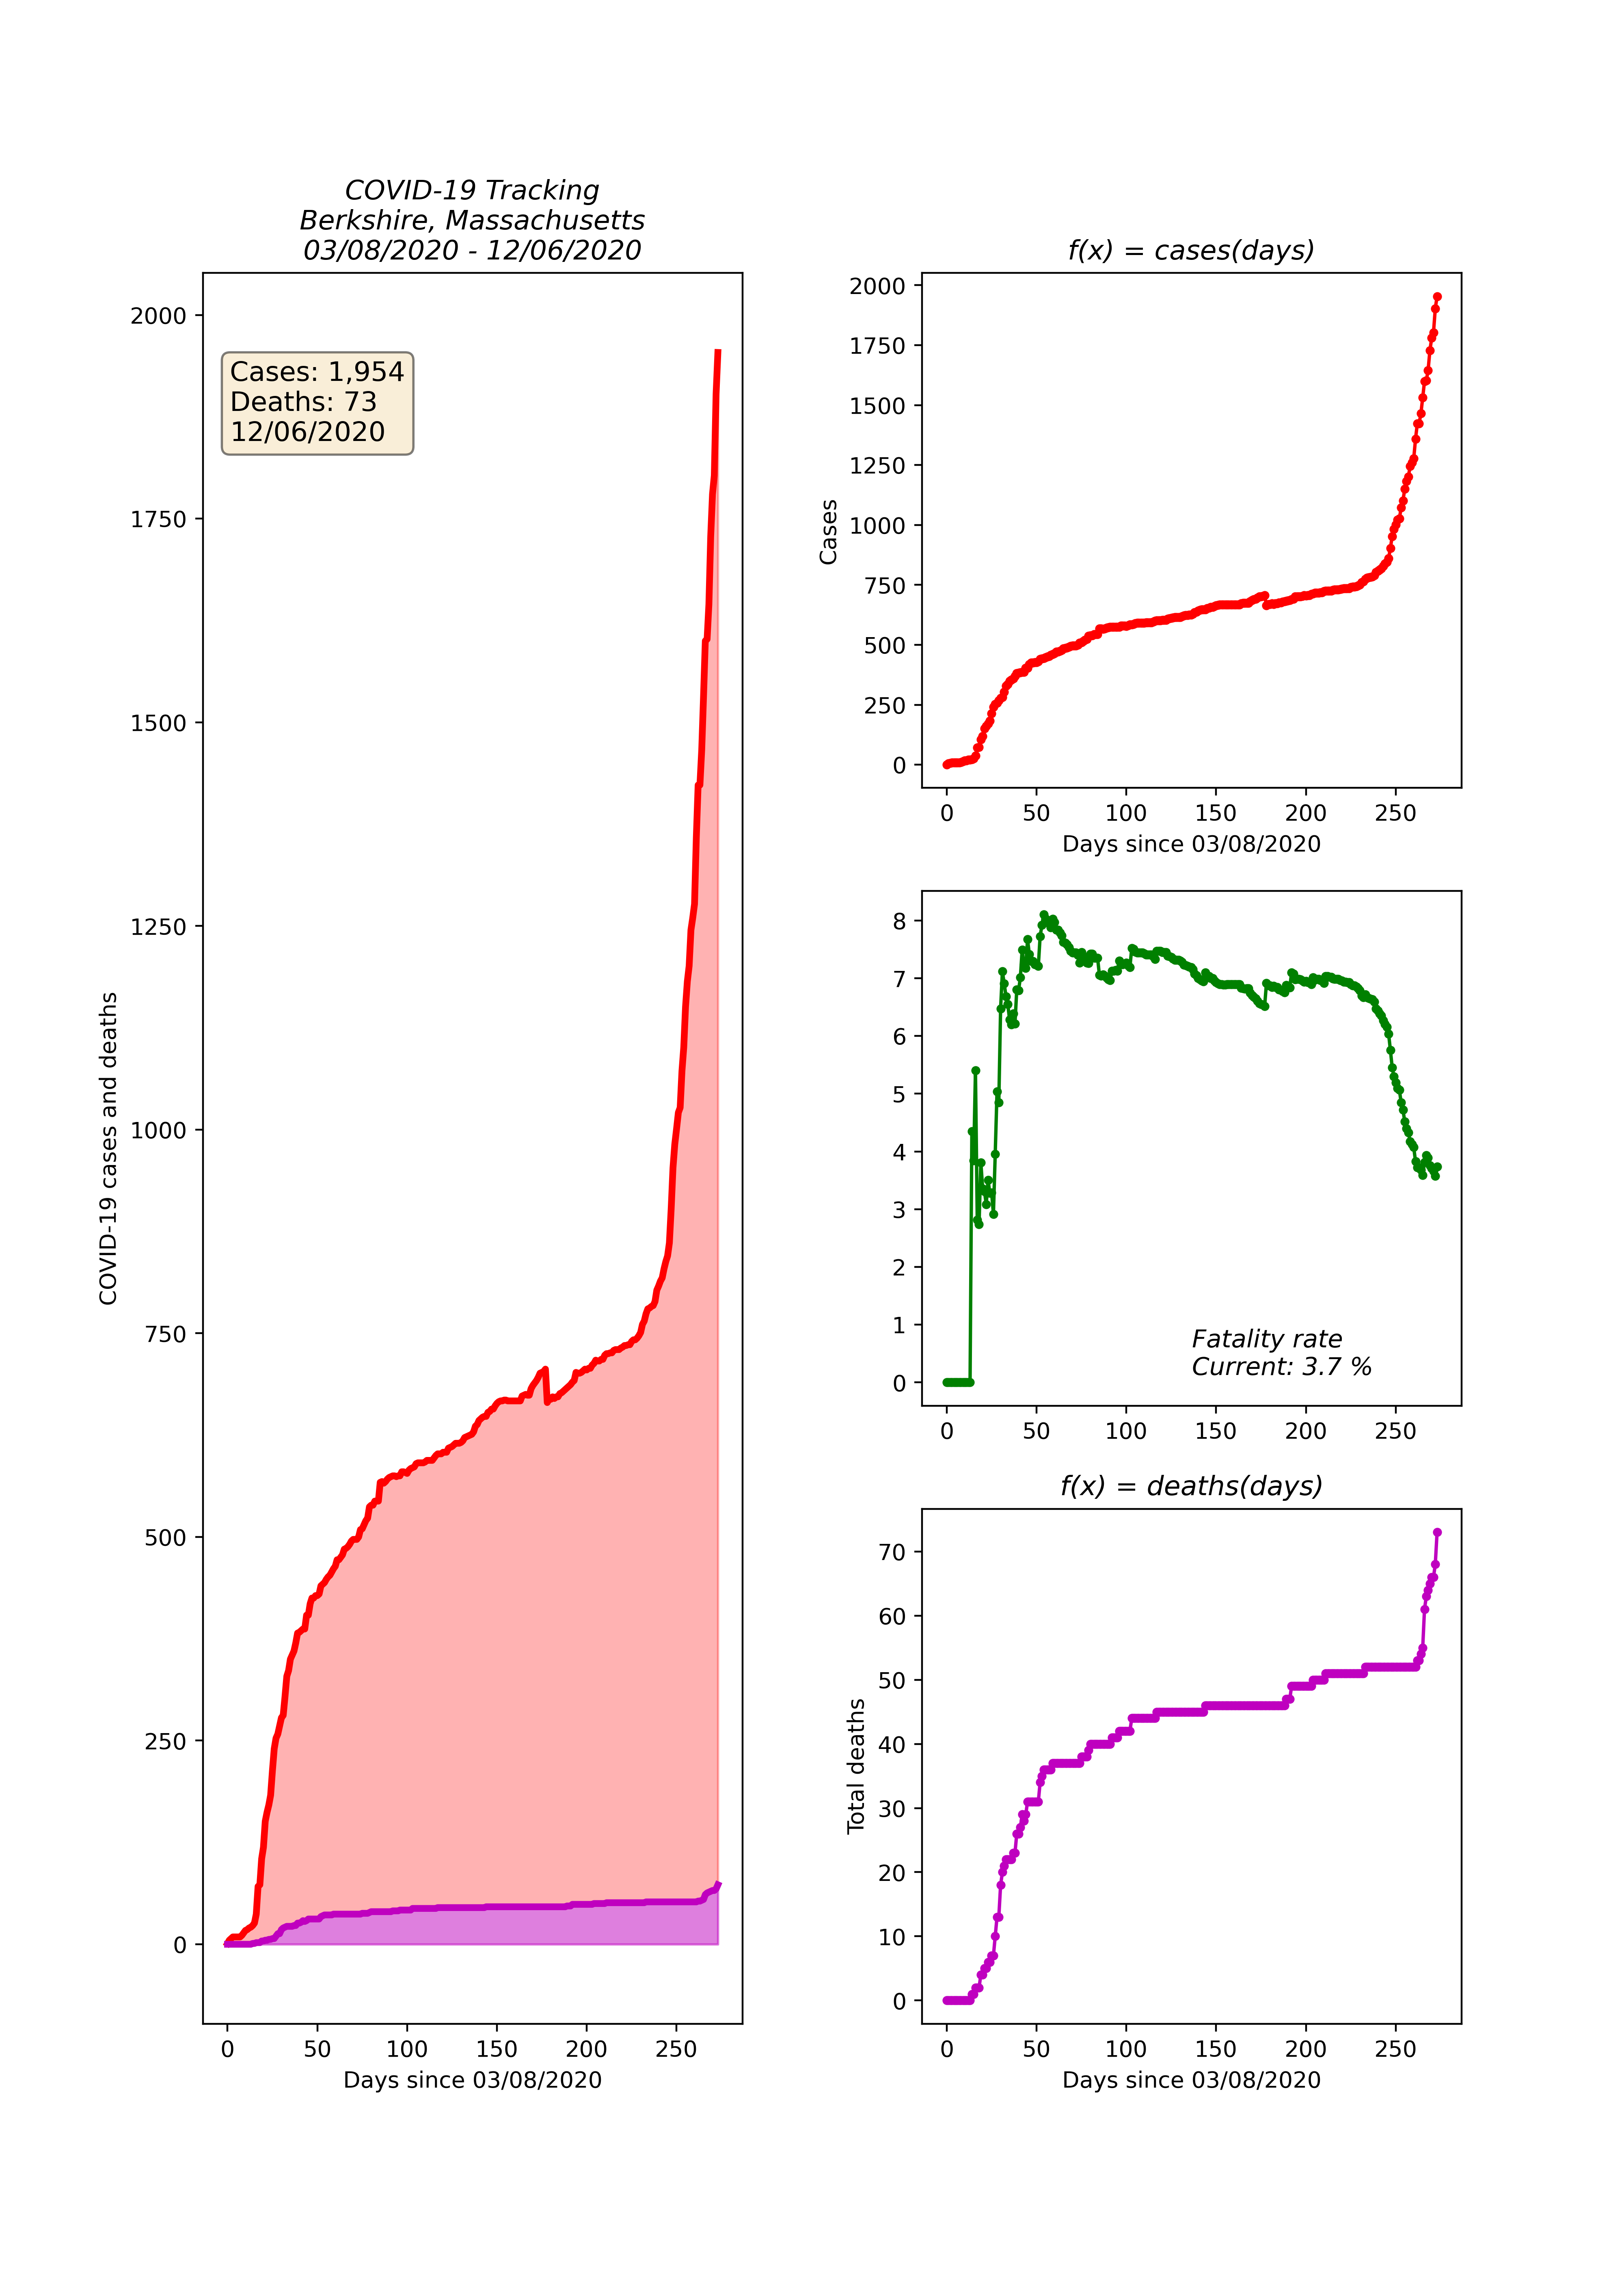 COVID-19 Tracking
Berkshire, Massachusetts
03/08/2020 - 12/06/2020
COVID-19 cases and deaths
2000
1750
1500
1250
1000
750
500
250
0
Cases: 1,954
Deaths: 73
12/06/2020
0 50 100 150 200 250
Days since 03/08/2020
f(x) = cases(days)
Cases
2000
1750
1500
1250
1000
750
500
250
0
0 50 100 150 200 250
Days since 03/08/2020
8
7
6
5
4
3
2
1
0
Fatality rate
Current: 3.7 %
0 50 100 150 200 250
f(x) = deaths(days)
Total deaths
70
60
50
40
30
20
10
0
0 50 100 150 200 250
Days since 03/08/2020